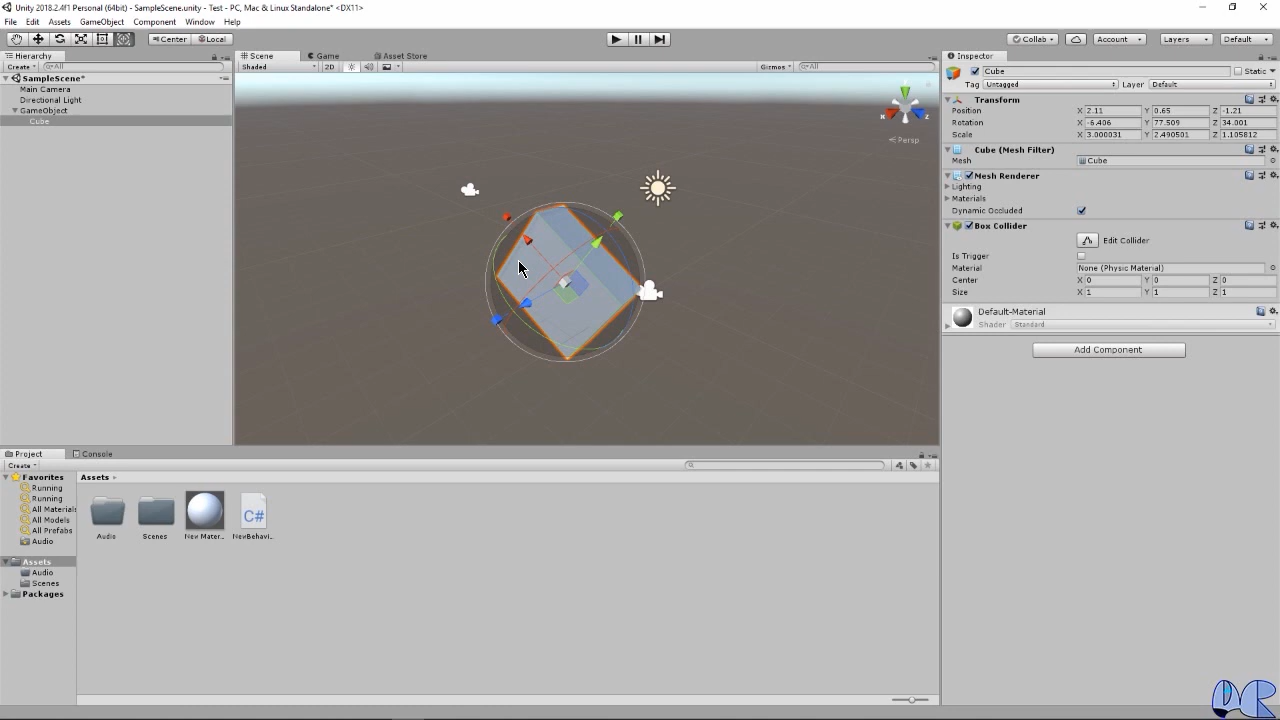 Unity 2018.2.4f1 Personal (64bit) - SampleScene.unity - Test - PC, Mac & Linux Standalone* <DX11>
File Edit Assets GameObject Component Window Help
Center Local Collab Account Layers Default
Hierarchy
Create All
SampleScene*
Main Camera
Directional Light
GameObject
Cube
Scene Game Asset Store
Shaded 2D Gizmos All
Persp
Inspector
Cube Static
Tag Untagged Layer Default
Transform
Position X 2.11 Y 0.65 Z -1.21
Rotation X -6.406 Y 77.509 Z 34.001
Scale X 3.000031 Y 2.490501 Z 1.105812
Cube (Mesh Filter)
Mesh Cube
Mesh Renderer
Lighting
Materials
Dynamic Occluded
Box Collider
Edit Collider
Is Trigger
Material None (Physic Material)
Center X 0 Y 0 Z 0
Size X 1 Y 1 Z 1
Default-Material
Shader Standard
Add Component
Project Console
Create
Favorites
Running
Running
All Materials
All Models
All Prefabs
Audio
Assets
Audio
Scenes
Packages
Assets
C#
Audio Scenes New Mater... NewBehavi...
DCR